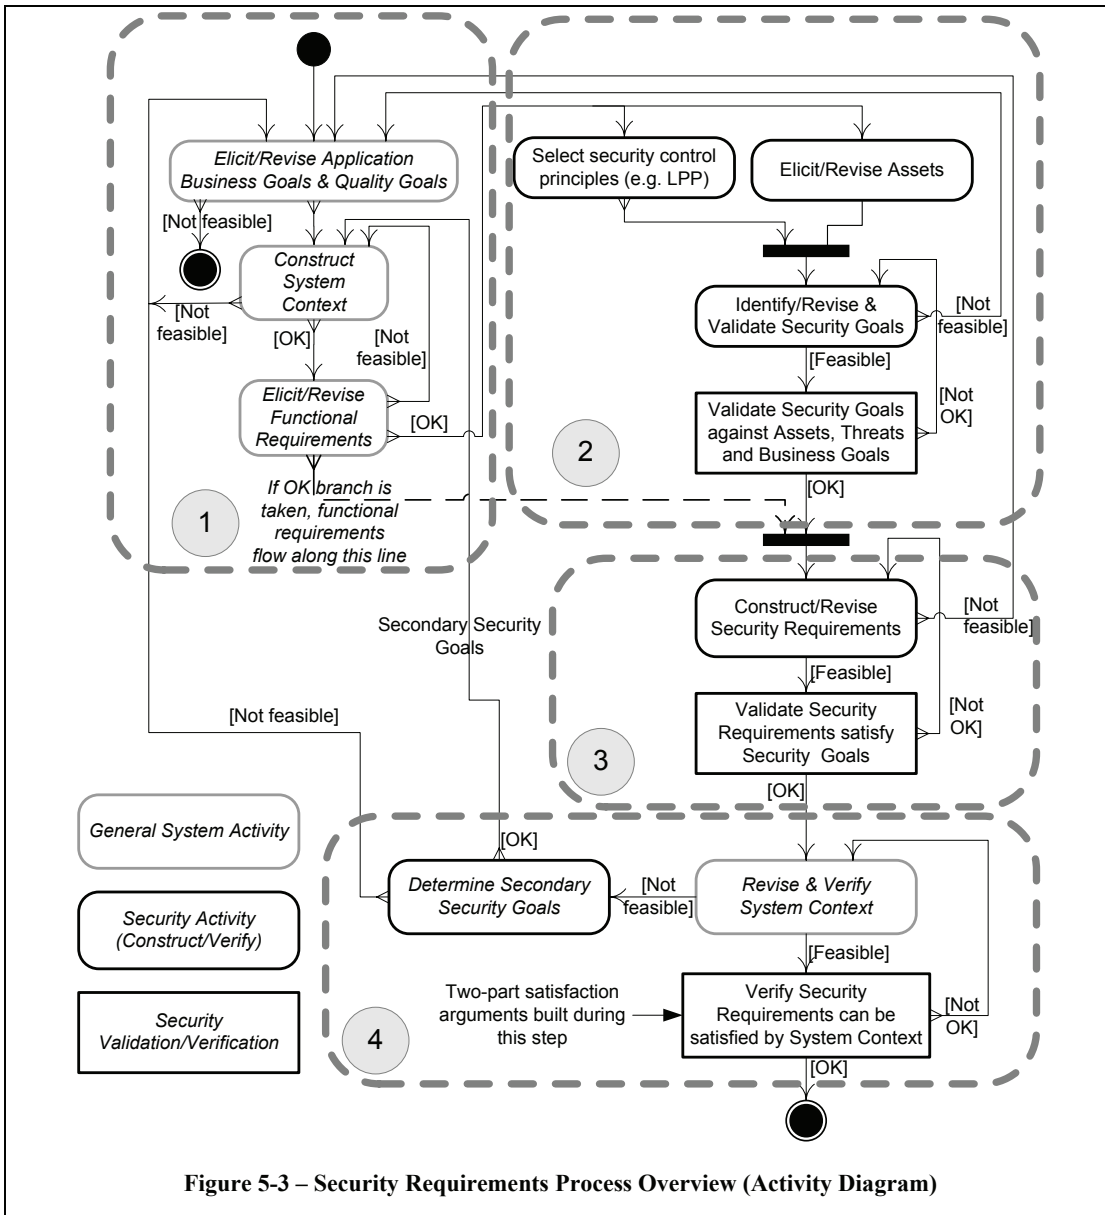 Elicit/Revise Application
Business Goals & Quality Goals
[Not feasible]
Construct
System
Context
[Not
feasible]
[OK]
[Not
feasible]
Elicit/Revise
Functional
Requirements
[OK]
If OK branch is
taken, functional
requirements
flow along this line
1
Select security control
principles (e.g. LPP)
Elicit/Revise Assets
Identify/Revise &
Validate Security Goals
[Not
feasible]
[Feasible]
Validate Security Goals
against Assets, Threats
and Business Goals
[Not
OK]
[OK]
2
Construct/Revise
Security Requirements
[Not
feasible]
[Feasible]
Validate Security
Requirements satisfy
Security Goals
[Not
OK]
[OK]
3
Secondary Security
Goals
[Not feasible]
[OK]
Determine Secondary
Security Goals
[Not
feasible]
Revise & Verify
System Context
[Feasible]
Two-part satisfaction
arguments built during
this step
Verify Security
Requirements can be
satisfied by System Context
[Not
OK]
[OK]
4
General System Activity
Security Activity
(Construct/Verify)
Security
Validation/Verification
Figure 5-3 – Security Requirements Process Overview (Activity Diagram)